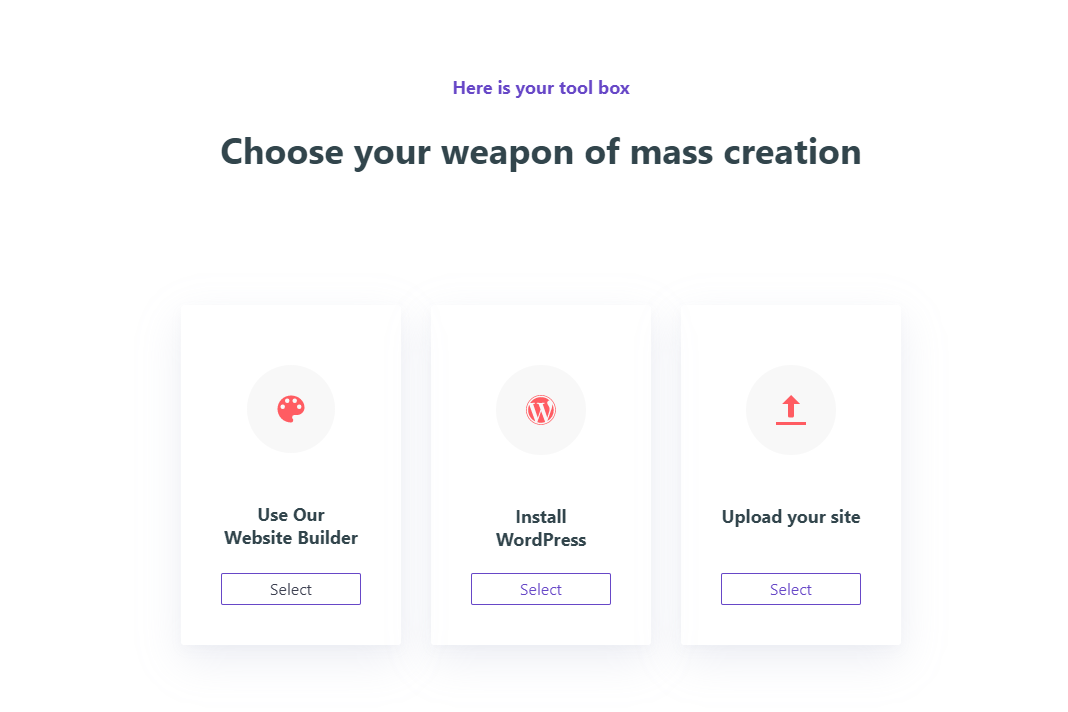 Here is your tool box
Choose your weapon of mass creation
Use Our
Website Builder
Select
Install
WordPress
Select
Upload your site
Select